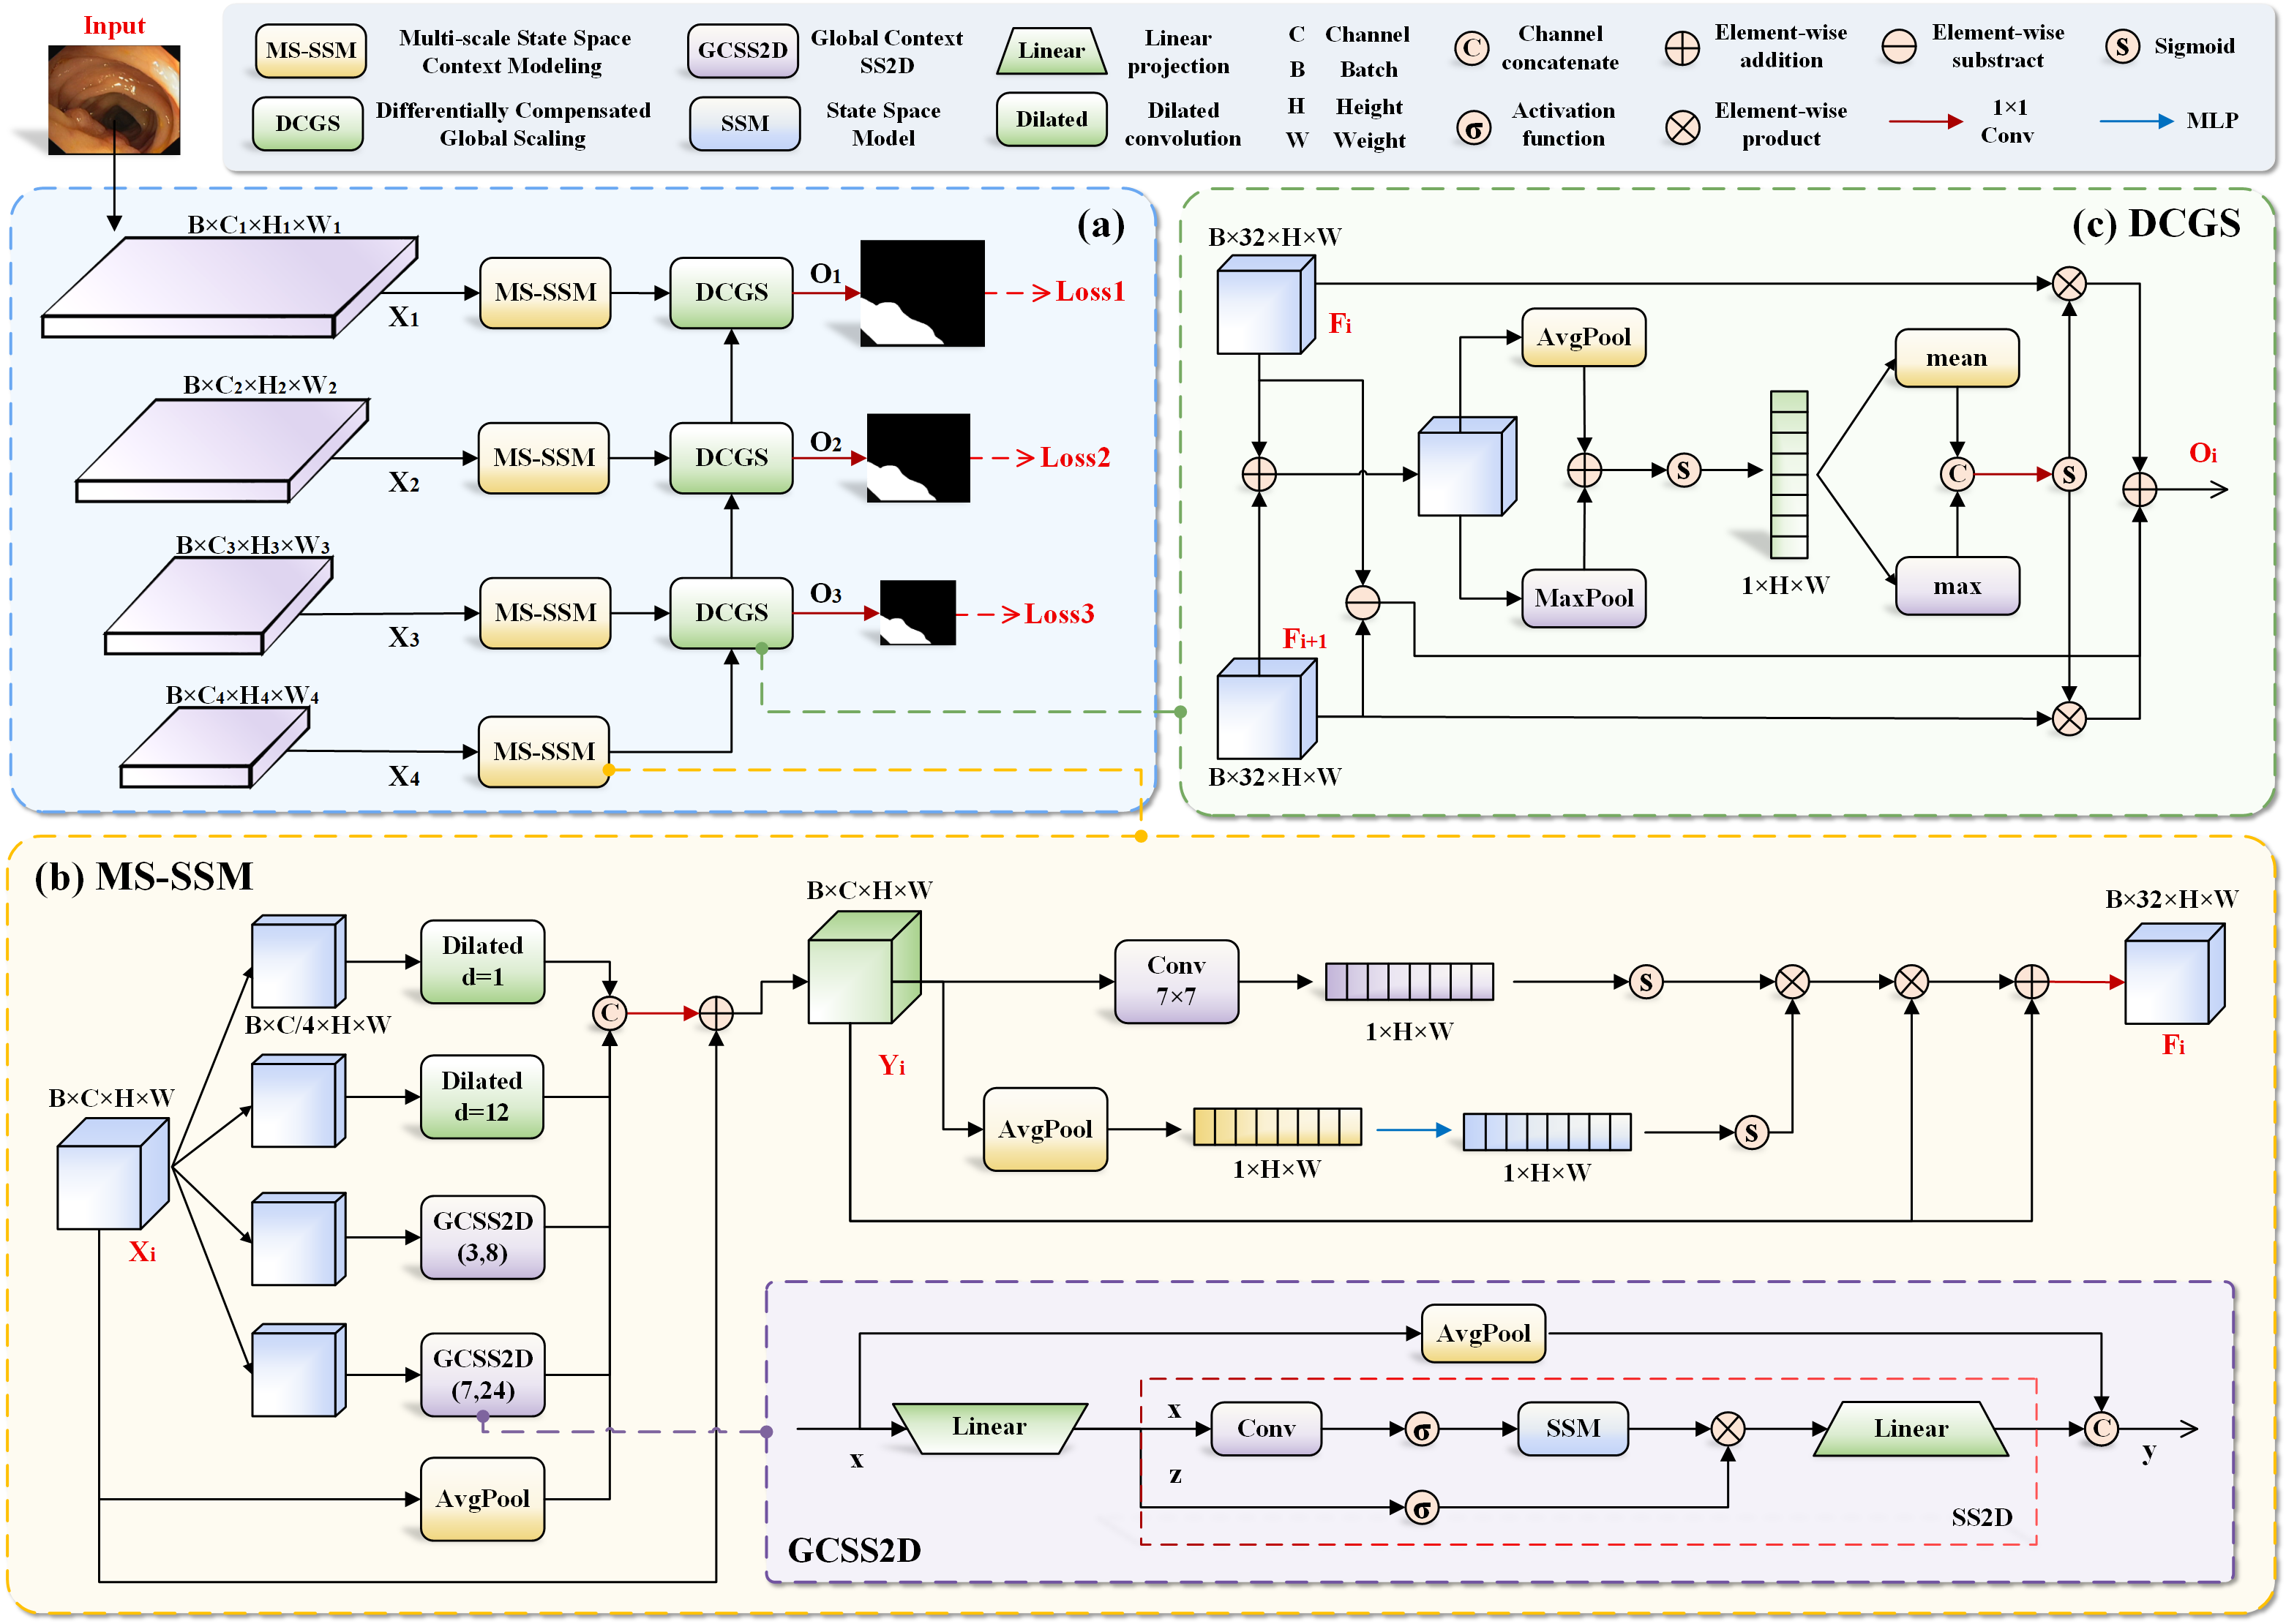 Input
MS-SSM
Multi-scale State Space
Context Modeling
GCSS2D
Global Context
SS2D
Linear
Linear
projection
C Channel
B Batch
H Height
W Weight
C
Channel
concatenate
Element-wise
addition
Element-wise
substract
S
Sigmoid
DCGS
Differentially Compensated
Global Scaling
SSM
State Space
Model
Dilated
Dilated
convolution
σ
Activation
function
Element-wise
product
1×1
Conv
MLP
(a)
B×C₁×H₁×W₁
X₁
MS-SSM
DCGS
O₁
Loss1
B×C₂×H₂×W₂
X₂
MS-SSM
DCGS
O₂
Loss2
B×C₃×H₃×W₃
X₃
MS-SSM
DCGS
O₃
Loss3
B×C₄×H₄×W₄
X₄
MS-SSM
(c) DCGS
B×32×H×W
Fᵢ
AvgPool
mean
S
C
S
Oᵢ
MaxPool
1×H×W
max
Fᵢ₊₁
B×32×H×W
(b) MS-SSM
B×C×H×W
Xᵢ
B×C/4×H×W
Dilated
d=1
Dilated
d=12
GCSS2D
(3,8)
GCSS2D
(7,24)
AvgPool
C
B×C×H×W
Yᵢ
Conv
7×7
1×H×W
S
AvgPool
1×H×W
1×H×W
S
B×32×H×W
Fᵢ
GCSS2D
x
Linear
AvgPool
x
Conv
σ
SSM
Linear
C
y
z
σ
SS2D